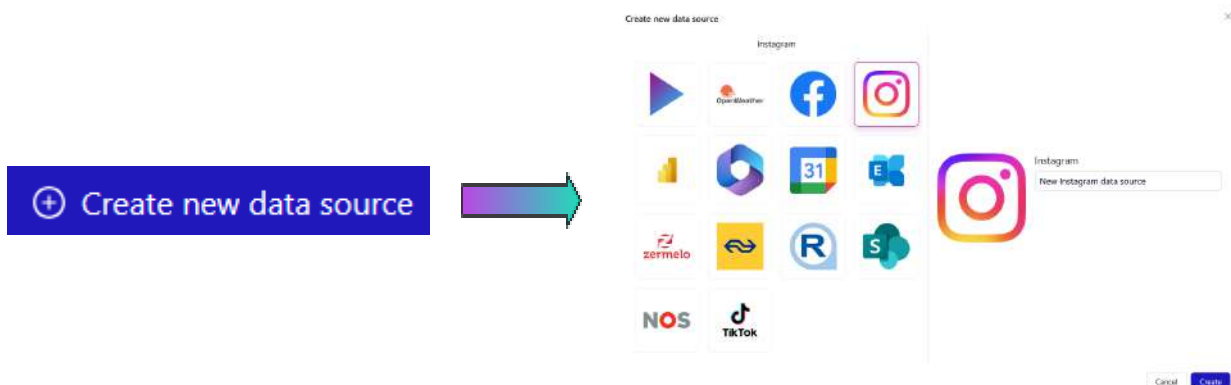 Create new data source
Create new data source
Instagram
OpenWeather
31
E
zermelo
R
S
NOS
TikTok
Instagram
New Instagram data source
Cancel
Create